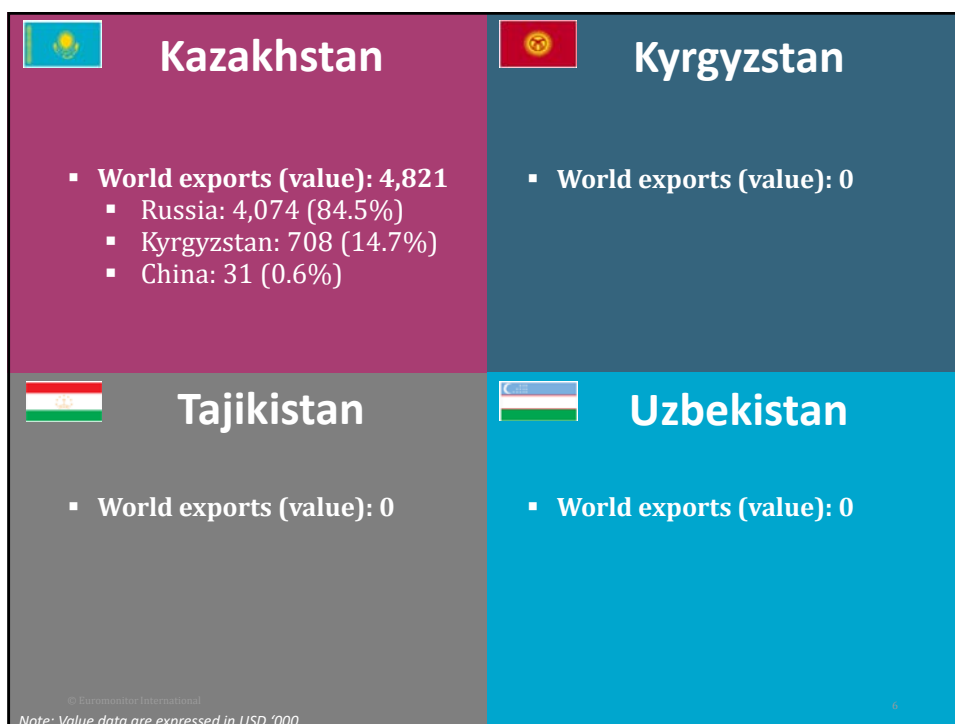 Kazakhstan
▪ World exports (value): 4,821
▪ Russia: 4,074 (84.5%)
▪ Kyrgyzstan: 708 (14.7%)
▪ China: 31 (0.6%)
Kyrgyzstan
▪ World exports (value): 0
Tajikistan
▪ World exports (value): 0
Uzbekistan
▪ World exports (value): 0
© Euromonitor International
6
Note: Value data are expressed in USD ‘000